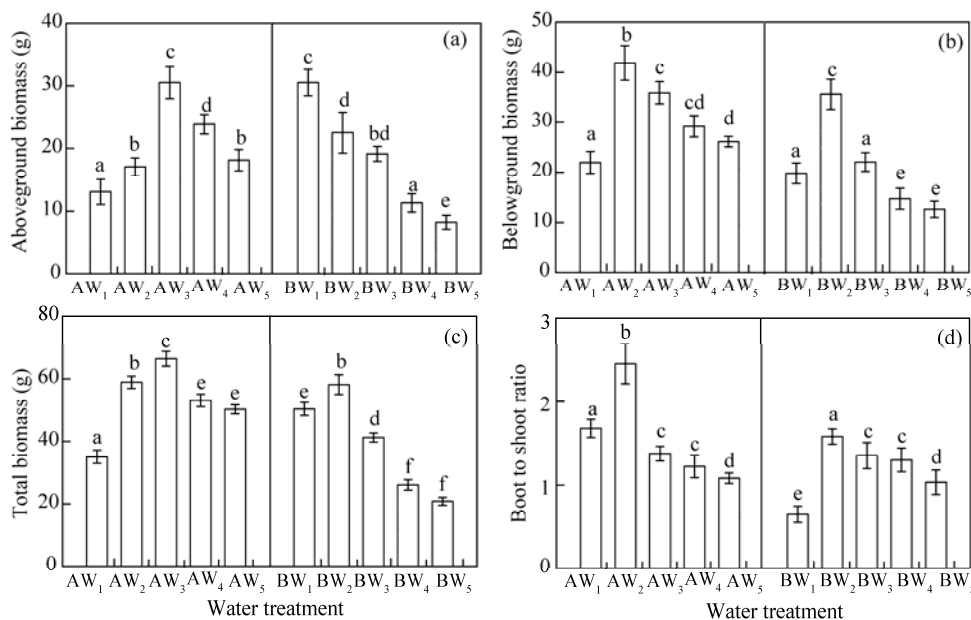 Aboveground biomass (g)
40
30
20
10
0
(a)
a
b
c
d
b
c
d
bd
a
e
AW1 AW2 AW3 AW4 AW5 BW1 BW2 BW3 BW4 BW5
Belowground biomass (g)
50
40
30
20
10
0
(b)
a
b
c
cd
d
a
c
a
e
e
AW1 AW2 AW3 AW4 AW5 BW1 BW2 BW3 BW4 BW5
Total biomass (g)
80
60
40
20
0
(c)
a
b
c
e
e
e
b
d
f
f
AW1 AW2 AW3 AW4 AW5 BW1 BW2 BW3 BW4 BW5
Water treatment
Boot to shoot ratio
3
2
1
0
(d)
a
b
c
c
d
e
a
c
c
d
AW1 AW2 AW3 AW4 AW5 BW1 BW2 BW3 BW4 BW5
Water treatment